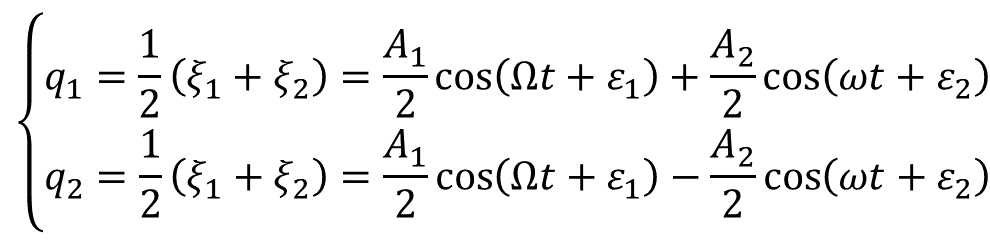 q₁ = 1/2 (ξ₁ + ξ₂) = A₁/2 cos(Ωt + ε₁) + A₂/2 cos(ωt + ε₂)
q₂ = 1/2 (ξ₁ + ξ₂) = A₁/2 cos(Ωt + ε₁) − A₂/2 cos(ωt + ε₂)